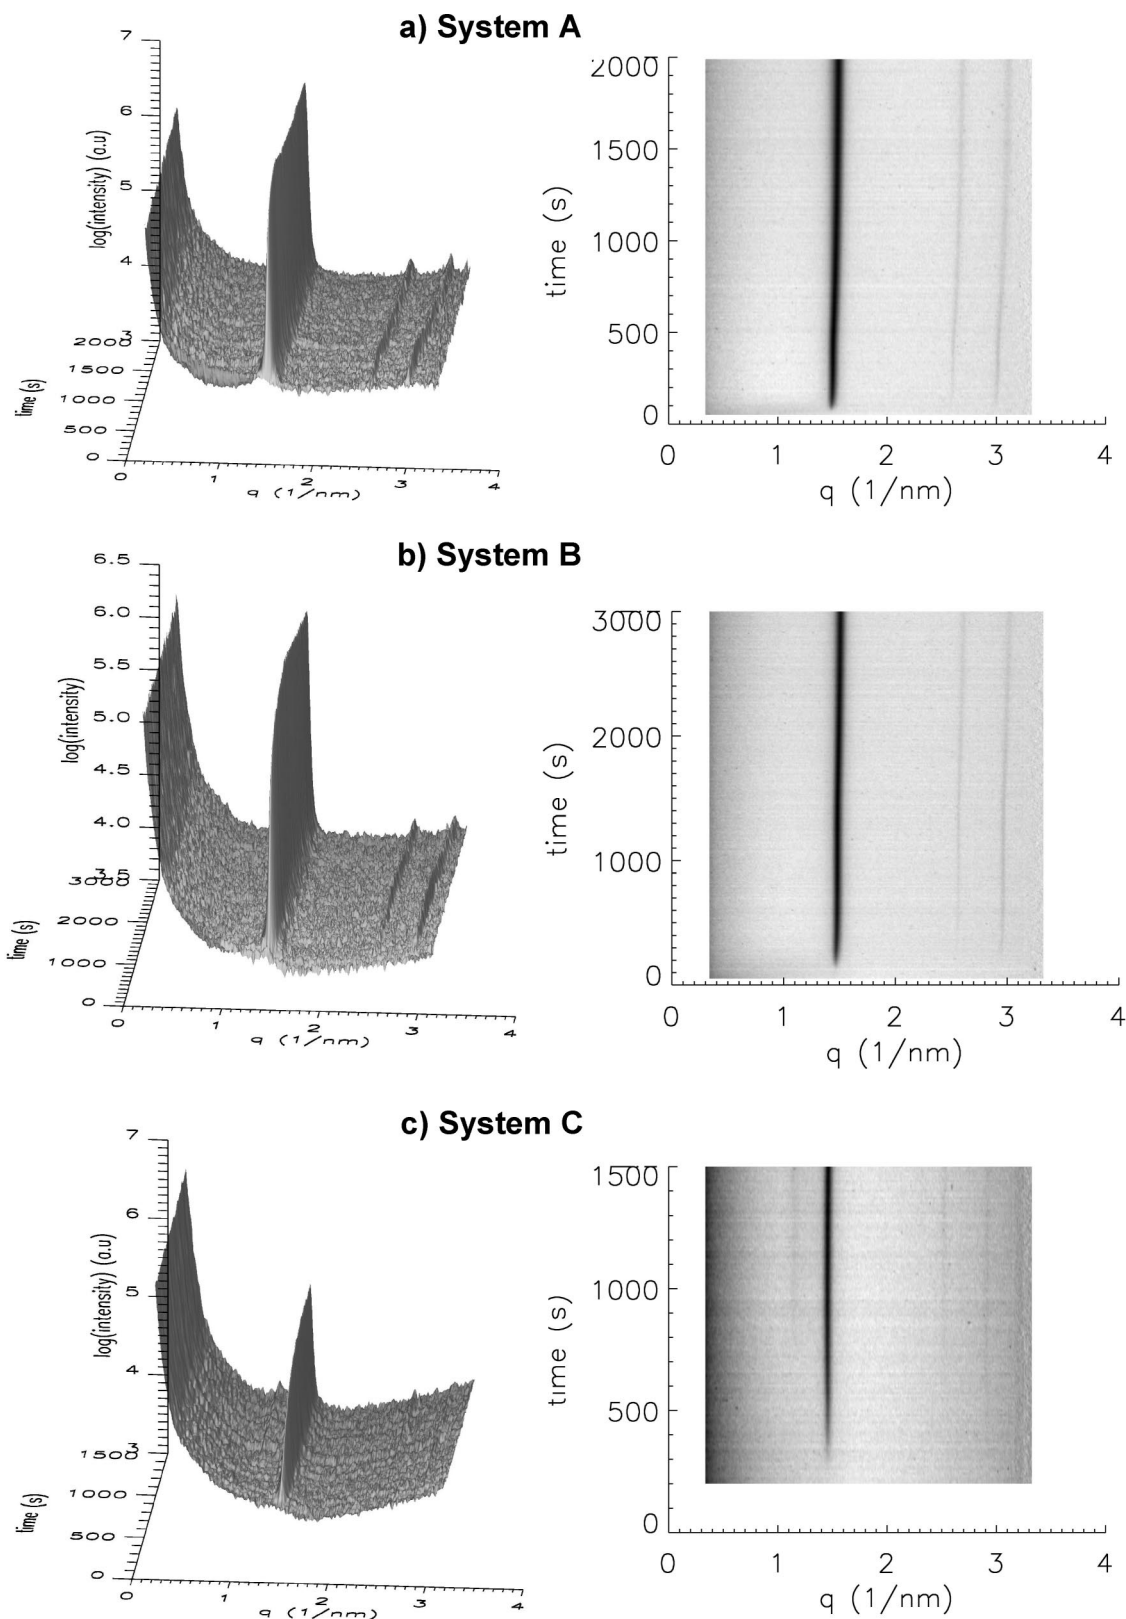 a) System A
7
6
5
4
3
log(intensity) (a.u)
2000
1500
1000
500
0
time (s)
0 1 2 3 4
q (1/nm)
2000
1500
1000
500
0
time (s)
0 1 2 3 4
q (1/nm)
b) System B
6.5
6.0
5.5
5.0
4.5
4.0
3.5
log(intensity)
3000
2000
1000
0
time (s)
0 1 2 3 4
q (1/nm)
3000
2000
1000
0
time (s)
0 1 2 3 4
q (1/nm)
c) System C
7
6
5
4
3
log(intensity) (a.u)
1500
1000
500
0
time (s)
0 1 2 3 4
q (1/nm)
1500
1000
500
0
time (s)
0 1 2 3 4
q (1/nm)